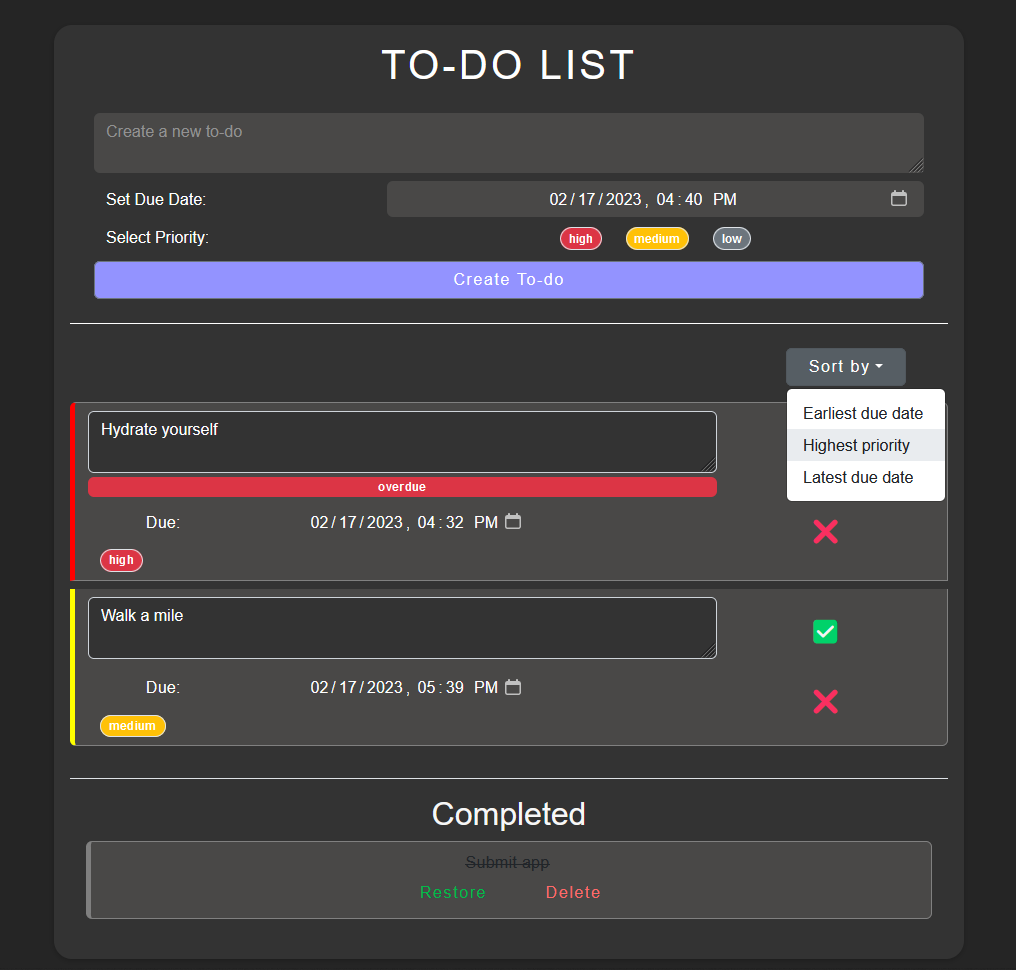 TO-DO LIST
Create a new to-do
Set Due Date: 02/17/2023, 04:40 PM
Select Priority: high medium low
Create To-do
Sort by
Earliest due date
Highest priority
Latest due date
Hydrate yourself
overdue
Due: 02/17/2023, 04:32 PM
high
Walk a mile
Due: 02/17/2023, 05:39 PM
medium
Completed
Submit app
Restore Delete